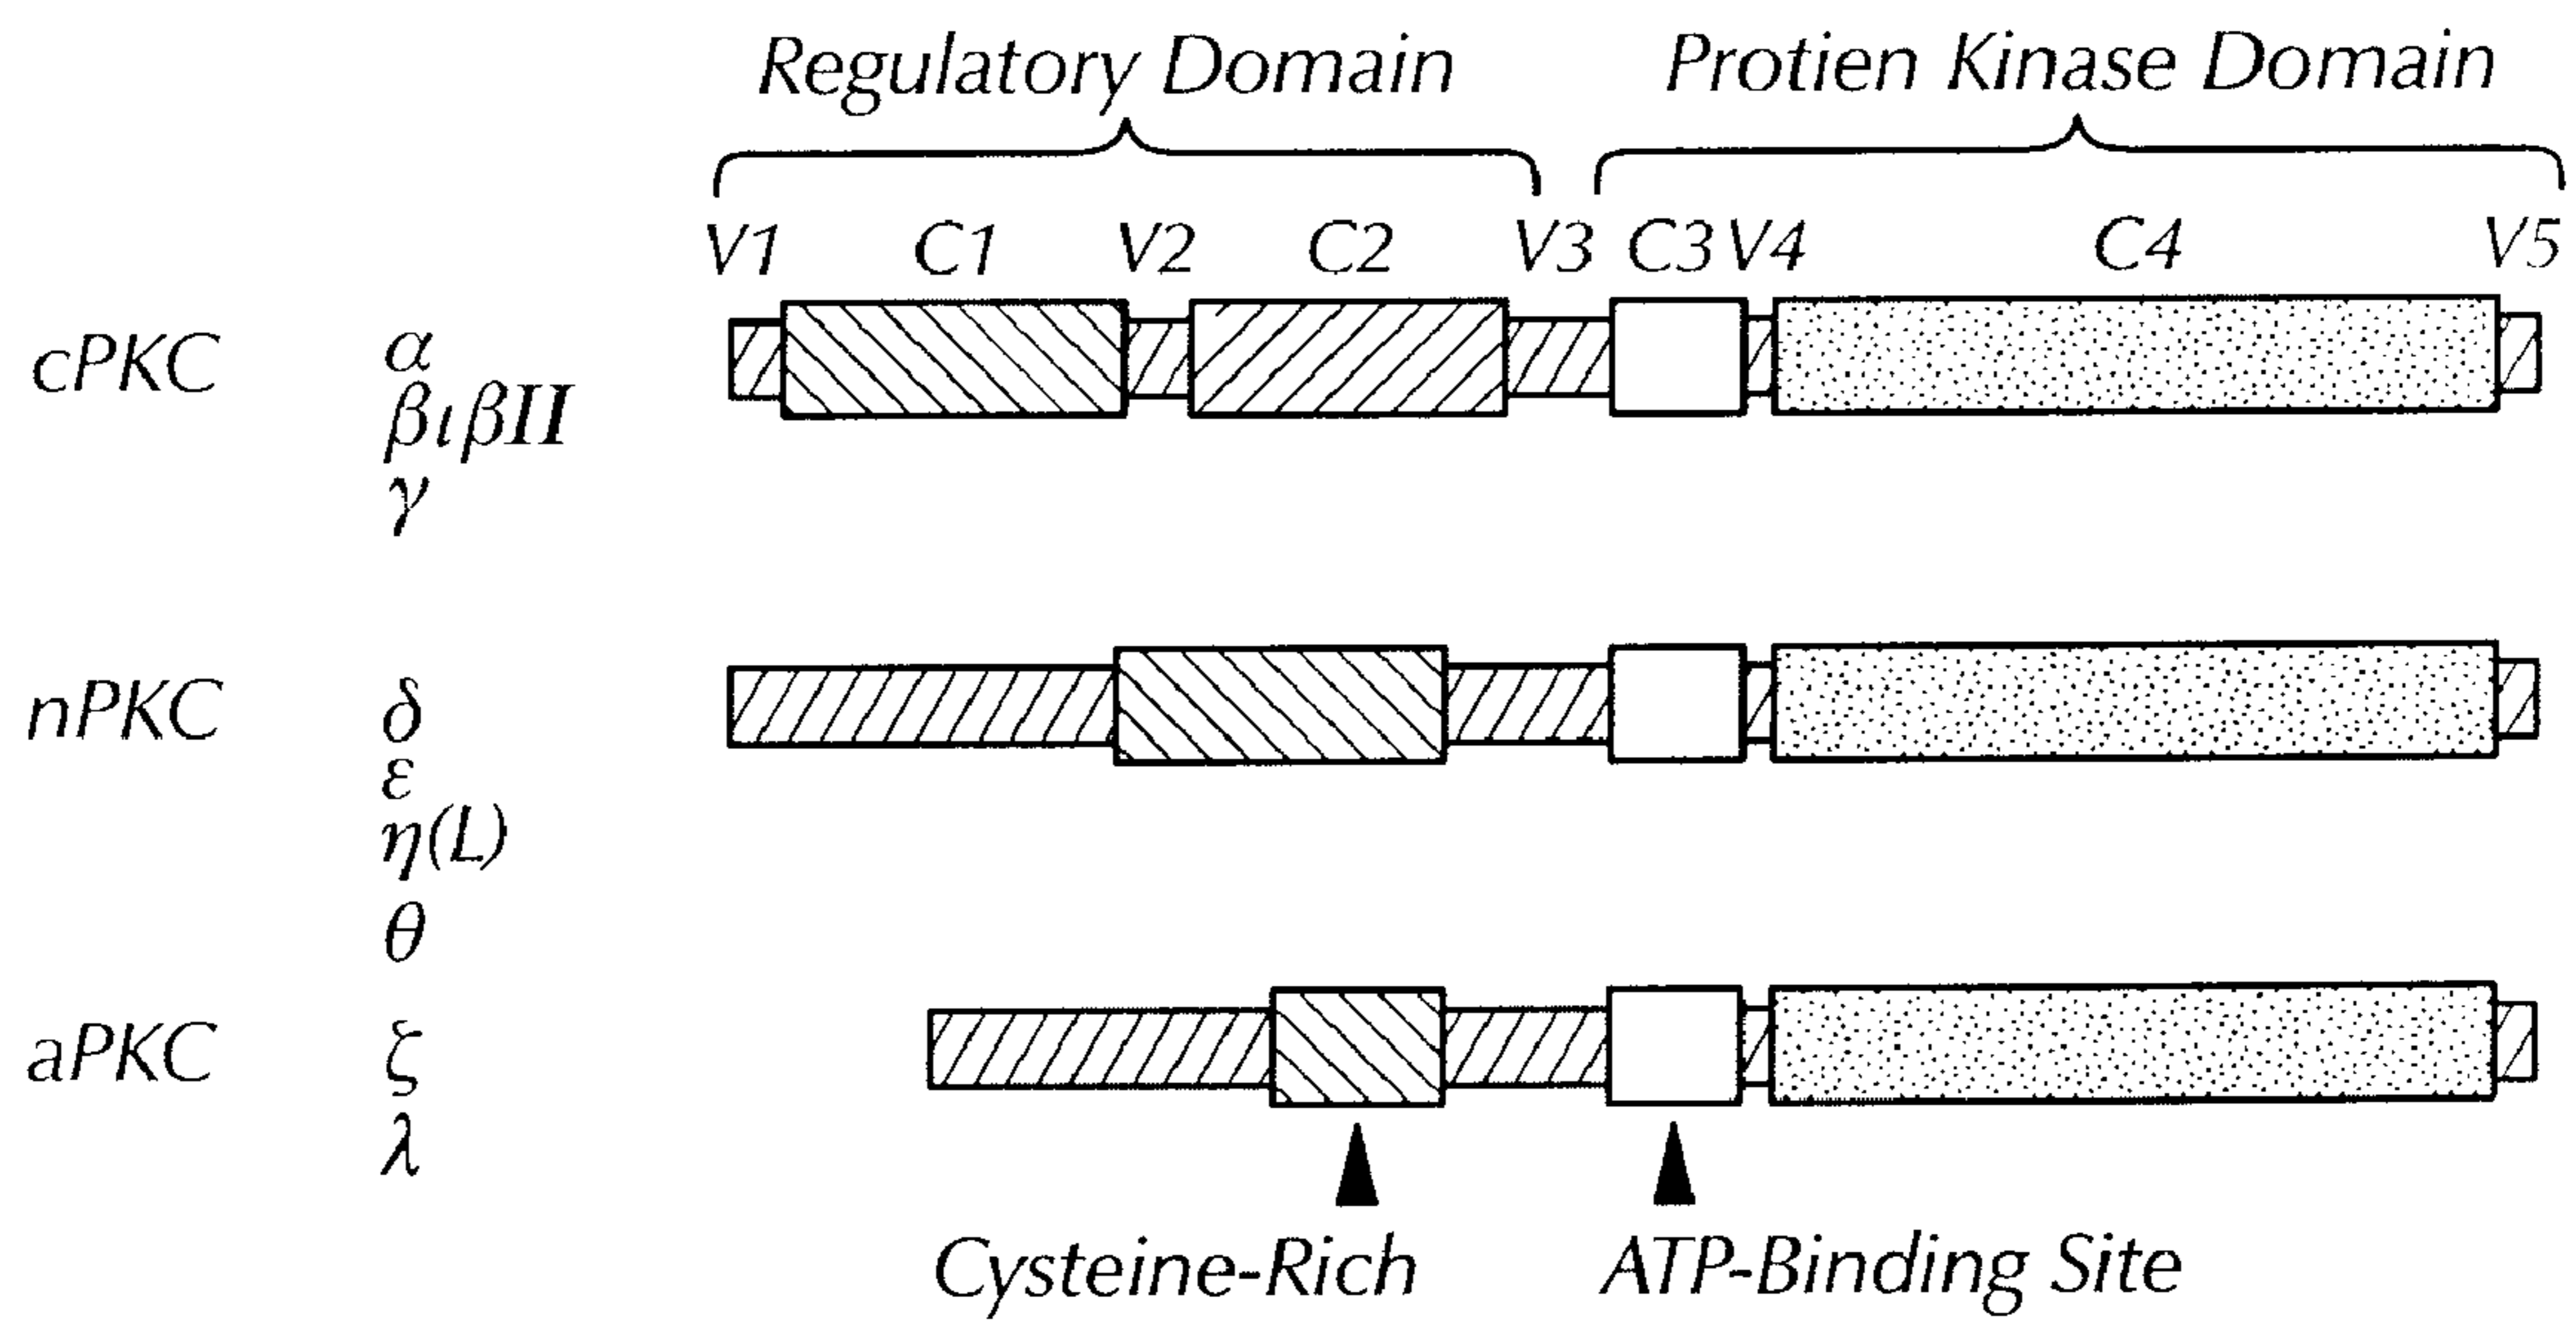 Regulatory Domain Protien Kinase Domain
V1 C1 V2 C2 V3 C3 V4 C4 V5
cPKC α
βιβII
γ
nPKC δ
ε
η(L)
θ
aPKC ζ
λ
Cysteine-Rich ATP-Binding Site